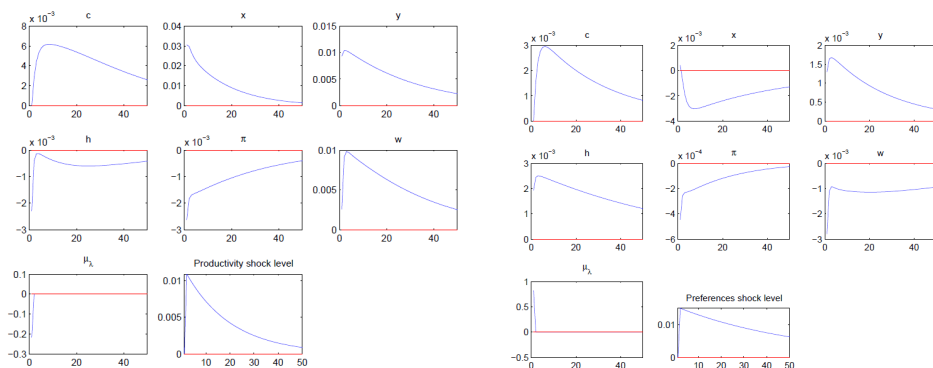 x 10⁻³ c
8
6
4
2
0
0 20 40
x
0.04
0.03
0.02
0.01
0
0 20 40
y
0.015
0.01
0.005
0
0 20 40
x 10⁻³ h
0
−1
−2
−3
0 20 40
x 10⁻³ π
0
−1
−2
−3
0 20 40
w
0.01
0.005
0
0 20 40
μ_λ
0.1
0
−0.1
−0.2
−0.3
0 20 40
Productivity shock level
0.01
0.005
0
10 20 30 40 50
x 10⁻³ c
3
2
1
0
0 20 40
x 10⁻³ x
2
0
−2
−4
0 20 40
x 10⁻³ y
2
1.5
1
0.5
0
0 20 40
x 10⁻³ h
3
2
1
0
0 20 40
x 10⁻⁴ π
0
−2
−4
−6
0 20 40
x 10⁻³ w
0
−1
−2
−3
0 20 40
μ_λ
1
0.5
0
−0.5
0 20 40
Preferences shock level
0.01
0
10 20 30 40 50